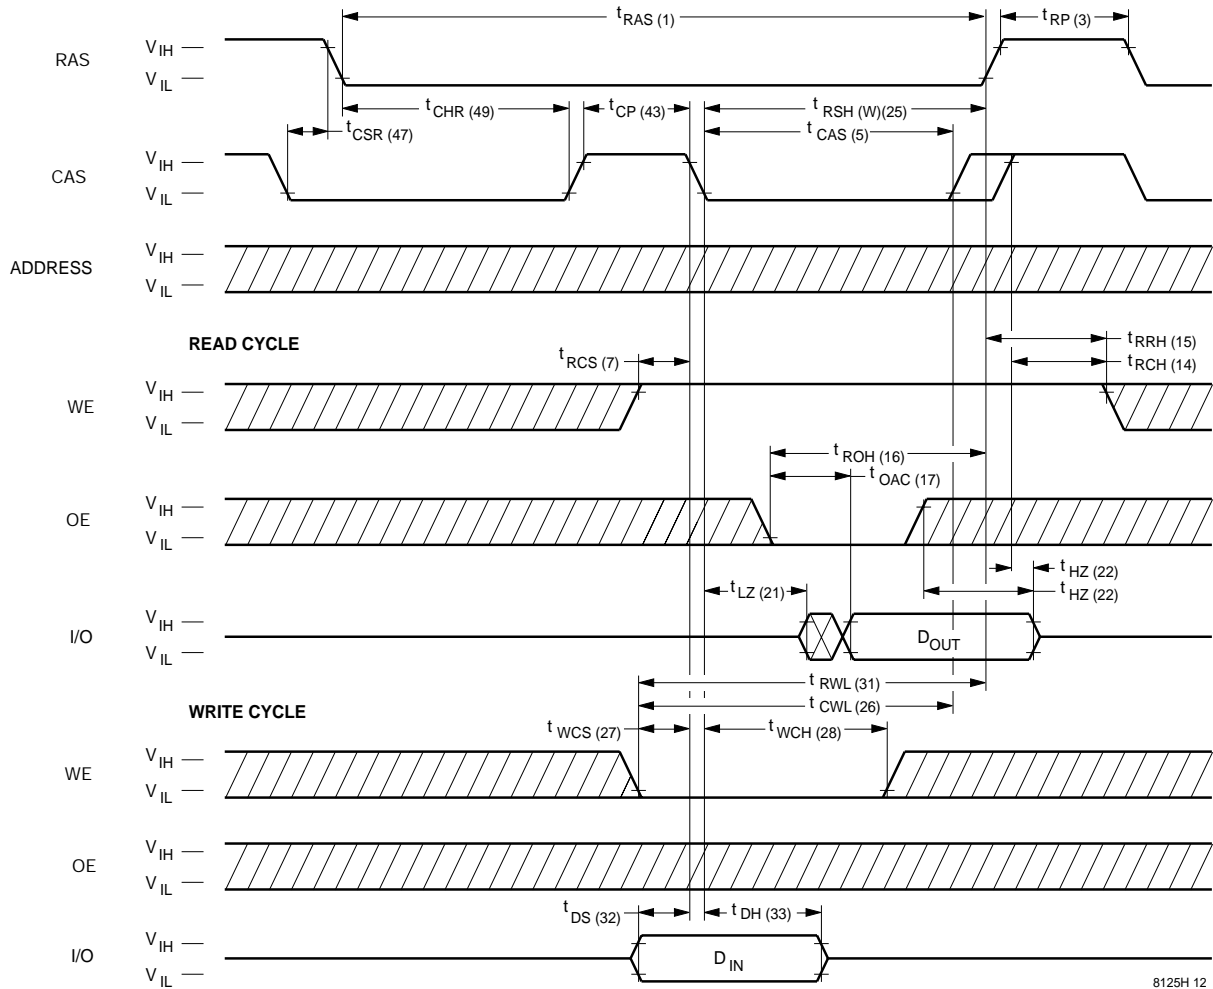 t RAS (1)
t RP (3)
RAS
V IH
V IL
t CHR (49)
t CP (43)
t RSH (W)(25)
t CSR (47)
t CAS (5)
CAS
V IH
V IL
ADDRESS
V IH
V IL
READ CYCLE
t RRH (15)
t RCS (7)
t RCH (14)
WE
V IH
V IL
t ROH (16)
t OAC (17)
OE
V IH
V IL
t HZ (22)
t LZ (21)
t HZ (22)
I/O
V IH
V IL
D OUT
t RWL (31)
WRITE CYCLE
t CWL (26)
t WCS (27)
t WCH (28)
WE
V IH
V IL
OE
V IH
V IL
t DS (32)
t DH (33)
I/O
V IH
V IL
D IN
8125H 12